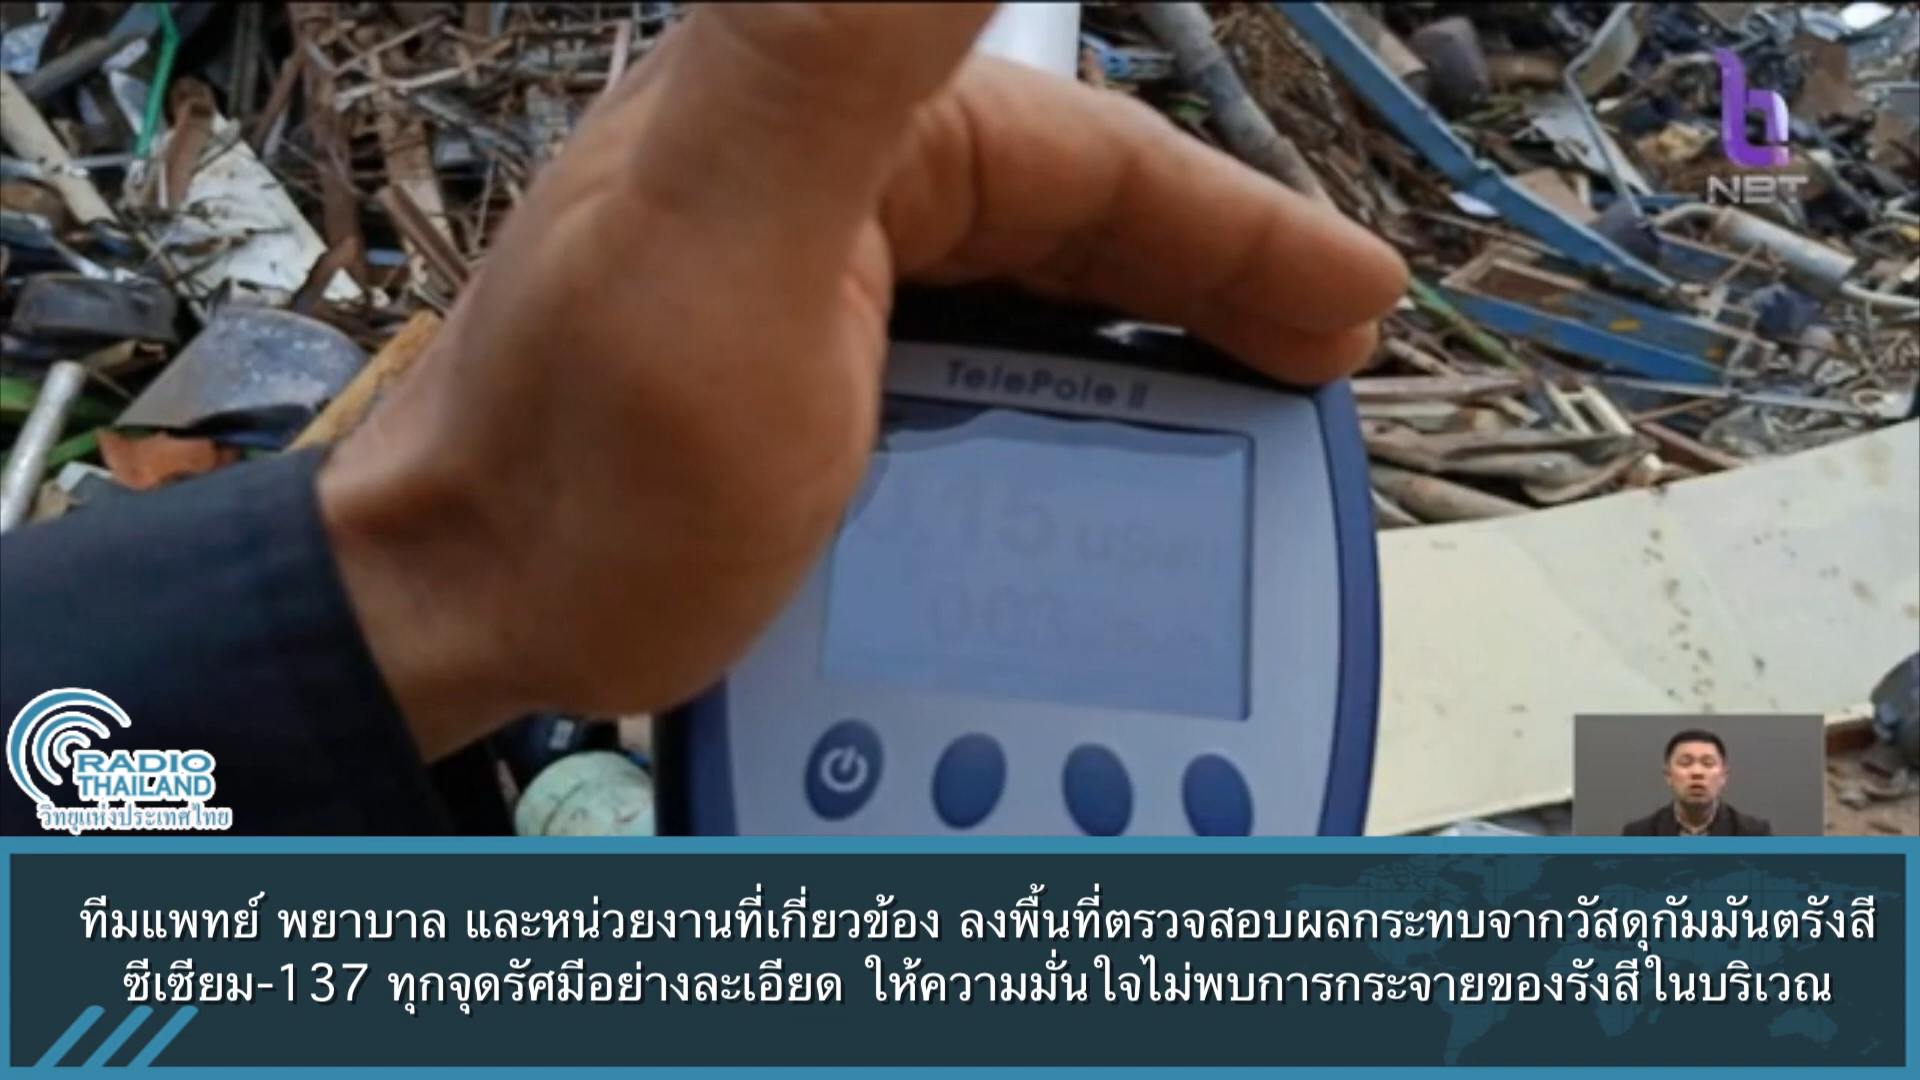 NBT
TelePole II
.15
0.03
RADIO
THAILAND
วิทยุแห่งประเทศไทย
ทีมแพทย์ พยาบาล และหน่วยงานที่เกี่ยวข้อง ลงพื้นที่ตรวจสอบผลกระทบจากวัสดุกัมมันตรังสี
ซีเซียม-137 ทุกจุดรัศมีอย่างละเอียด ให้ความมั่นใจไม่พบการกระจายของรังสีในบริเวณ